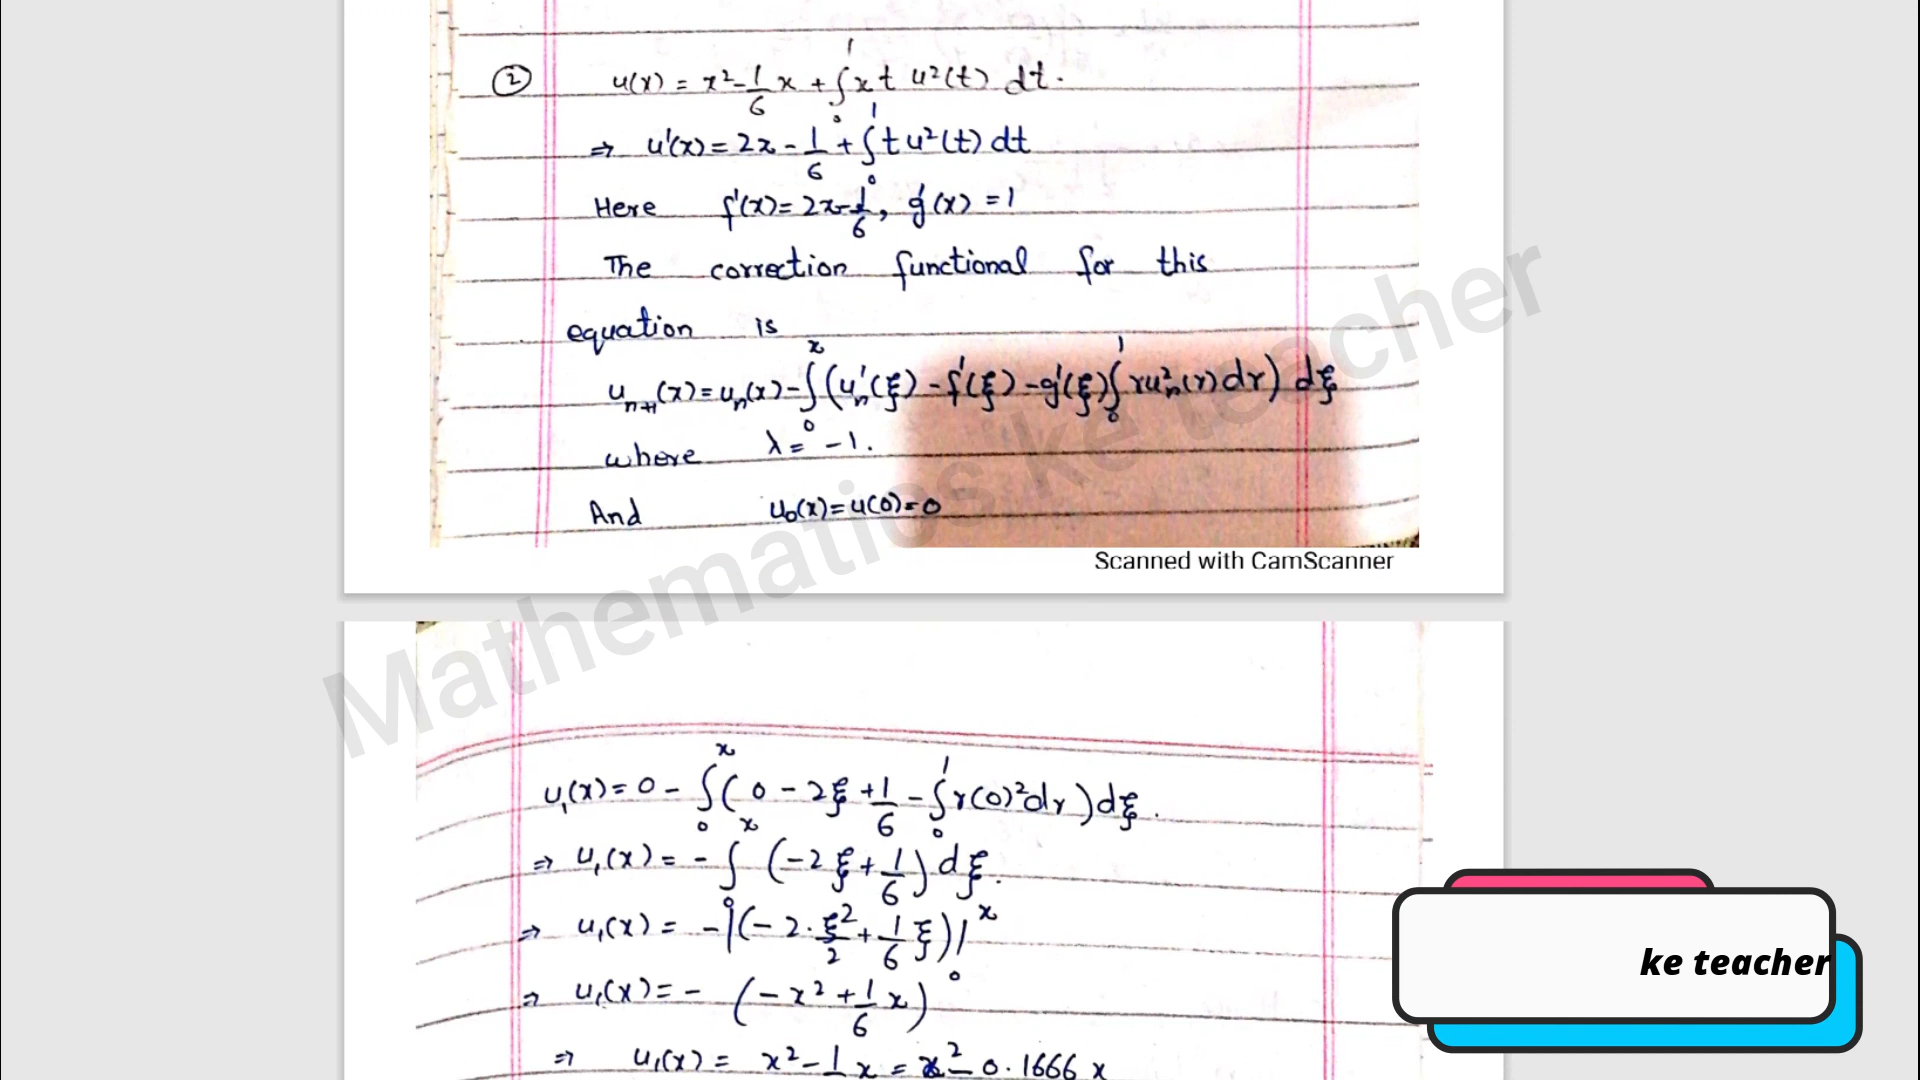 ② u(x) = x² - 1/6 x + ∫₀¹ x t u²(t) dt.
⇒ u'(x) = 2x - 1/6 + ∫₀¹ t u²(t) dt
Here f'(x) = 2x - 1/6, g'(x) = 1
The correction functional for this
equation is
uₙ₊₁(x) = uₙ(x) - ∫₀ˣ (uₙ'(ξ) - f'(ξ) - g'(ξ) ∫₀¹ r uₙ²(r) dr) dξ
where λ = -1.
And u₀(x) = u(0) = 0
Scanned with CamScanner
Mathematics ke teacher
u₁(x) = 0 - ∫₀ˣ (0 - 2ξ + 1/6 - ∫₀¹ r(0)² dr) dξ.
⇒ u₁(x) = - ∫₀ˣ (-2ξ + 1/6) dξ.
⇒ u₁(x) = - |(-2·ξ²/2 + 1/6 ξ)|₀ˣ
⇒ u₁(x) = - (-x² + 1/6 x)
⇒ u₁(x) = x² - 1 x = x² - 0.1666 x
ke teacher